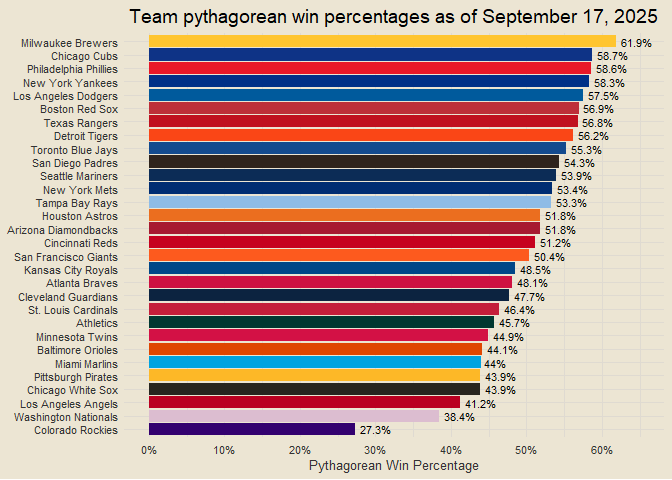 Team pythagorean win percentages as of September 17, 2025
Milwaukee Brewers 61.9%
Chicago Cubs 58.7%
Philadelphia Phillies 58.6%
New York Yankees 58.3%
Los Angeles Dodgers 57.5%
Boston Red Sox 56.9%
Texas Rangers 56.8%
Detroit Tigers 56.2%
Toronto Blue Jays 55.3%
San Diego Padres 54.3%
Seattle Mariners 53.9%
New York Mets 53.4%
Tampa Bay Rays 53.3%
Houston Astros 51.8%
Arizona Diamondbacks 51.8%
Cincinnati Reds 51.2%
San Francisco Giants 50.4%
Kansas City Royals 48.5%
Atlanta Braves 48.1%
Cleveland Guardians 47.7%
St. Louis Cardinals 46.4%
Athletics 45.7%
Minnesota Twins 44.9%
Baltimore Orioles 44.1%
Miami Marlins 44%
Pittsburgh Pirates 43.9%
Chicago White Sox 43.9%
Los Angeles Angels 41.2%
Washington Nationals 38.4%
Colorado Rockies 27.3%
0% 10% 20% 30% 40% 50% 60%
Pythagorean Win Percentage